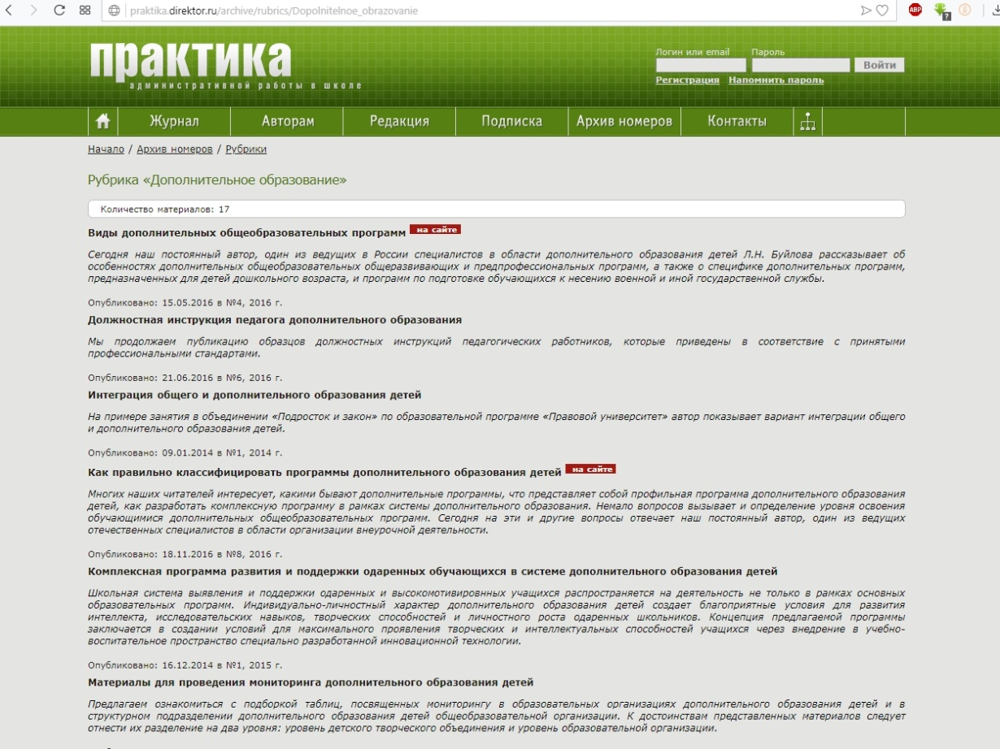 praktika.direktor.ru/archive/rubrics/Dopolnitelnoe_obrazovanie
ABP
?
практика
административной работы в школе
Логин или email Пароль
Войти
Регистрация Напомнить пароль
Журнал Авторам Редакция Подписка Архив номеров Контакты
Начало / Архив номеров / Рубрики
Рубрика «Дополнительное образование»
Количество материалов: 17
Виды дополнительных общеобразовательных программ на сайте
Сегодня наш постоянный автор, один из ведущих в России специалистов в области дополнительного образования детей Л.Н. Буйлова рассказывает об
особенностях дополнительных общеобразовательных общеразвивающих и предпрофессиональных программ, а также о специфике дополнительных программ,
предназначенных для детей дошкольного возраста, и программ по подготовке обучающихся к несению военной и иной государственной службы.
Опубликовано: 15.05.2016 в №4, 2016 г.
Должностная инструкция педагога дополнительного образования
Мы продолжаем публикацию образцов должностных инструкций педагогических работников, которые приведены в соответствие с принятыми
профессиональными стандартами.
Опубликовано: 21.06.2016 в №6, 2016 г.
Интеграция общего и дополнительного образования детей
На примере занятия в объединении «Подросток и закон» по образовательной программе «Правовой университет» автор показывает вариант интеграции общего
и дополнительного образования детей.
Опубликовано: 09.01.2014 в №1, 2014 г.
Как правильно классифицировать программы дополнительного образования детей на сайте
Многих наших читателей интересует, какими бывают дополнительные программы, что представляет собой профильная программа дополнительного образования
детей, как разработать комплексную программу в рамках системы дополнительного образования. Немало вопросов вызывает и определение уровня освоения
обучающимися дополнительных общеобразовательных программ. Сегодня на эти и другие вопросы отвечает наш постоянный автор, один из ведущих
отечественных специалистов в области организации внеурочной деятельности.
Опубликовано: 18.11.2016 в №8, 2016 г.
Комплексная программа развития и поддержки одаренных обучающихся в системе дополнительного образования детей
Школьная система выявления и поддержки одаренных и высокомотивировнных учащихся распространяется на деятельность не только в рамках основных
образовательных программ. Индивидуально-личностный характер дополнительного образования детей создает благоприятные условия для развития
интеллекта, исследовательских навыков, творческих способностей и личностного роста одаренных школьников. Концепция предлагаемой программы
заключается в создании условий для максимального проявления творческих и интеллектуальных способностей учащихся через внедрение в учебно-
воспитательное пространство специально разработанной инновационной технологии.
Опубликовано: 16.12.2014 в №1, 2015 г.
Материалы для проведения мониторинга дополнительного образования детей
Предлагаем ознакомиться с подборкой таблиц, посвященных мониторингу в образовательных организациях дополнительного образования детей и в
структурном подразделении дополнительного образования детей общеобразовательной организации. К достоинствам представленных материалов следует
отнести их разделение на два уровня: уровень детского творческого объединения и уровень образовательной организации.